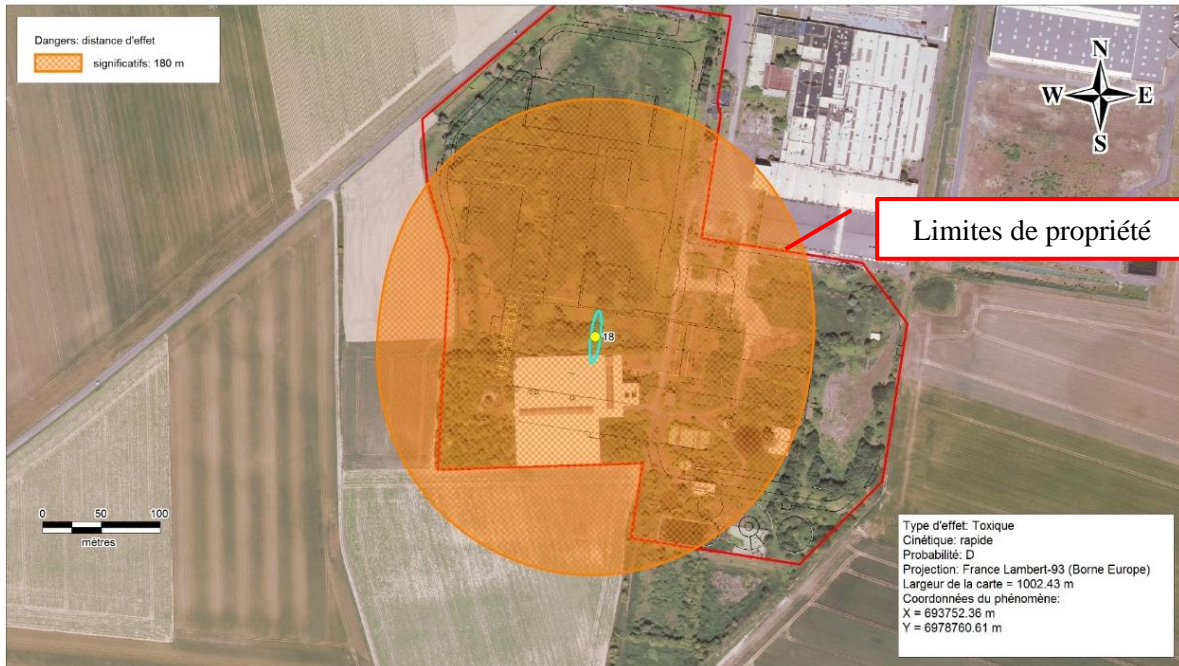 Dangers: distance d'effet
significatifs: 180 m
N
W E
S
Limites de propriété
18
0 50 100
mètres
Type d'effet: Toxique
Cinétique: rapide
Probabilité: D
Projection: France Lambert-93 (Borne Europe)
Largeur de la carte = 1002.43 m
Coordonnées du phénomène:
X = 693752.36 m
Y = 6978760.61 m